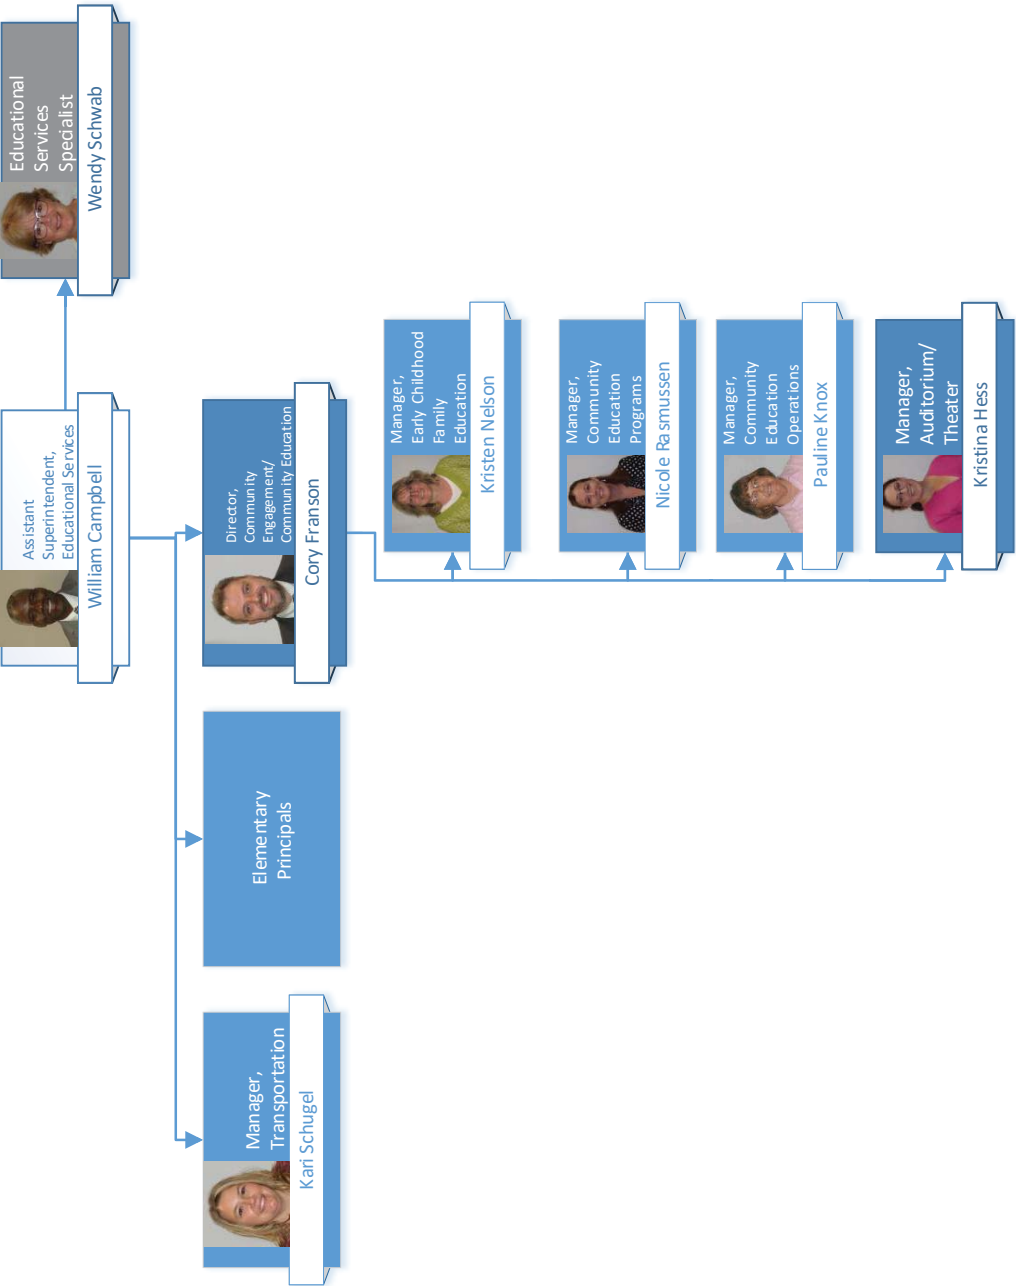 Assistant
Superintendent,
Educational Services
William Campbell
Educational
Services
Specialist
Wendy Schwab
Manager,
Transportation
Kari Schugel
Elementary
Principals
Director,
Community
Engagement/
Community Education
Cory Franson
Manager,
Early Childhood
Family
Education
Kristen Nelson
Manager,
Community
Education
Programs
Nicole Rasmussen
Manager,
Community
Education
Operations
Pauline Knox
Manager,
Auditorium/
Theater
Kristina Hess